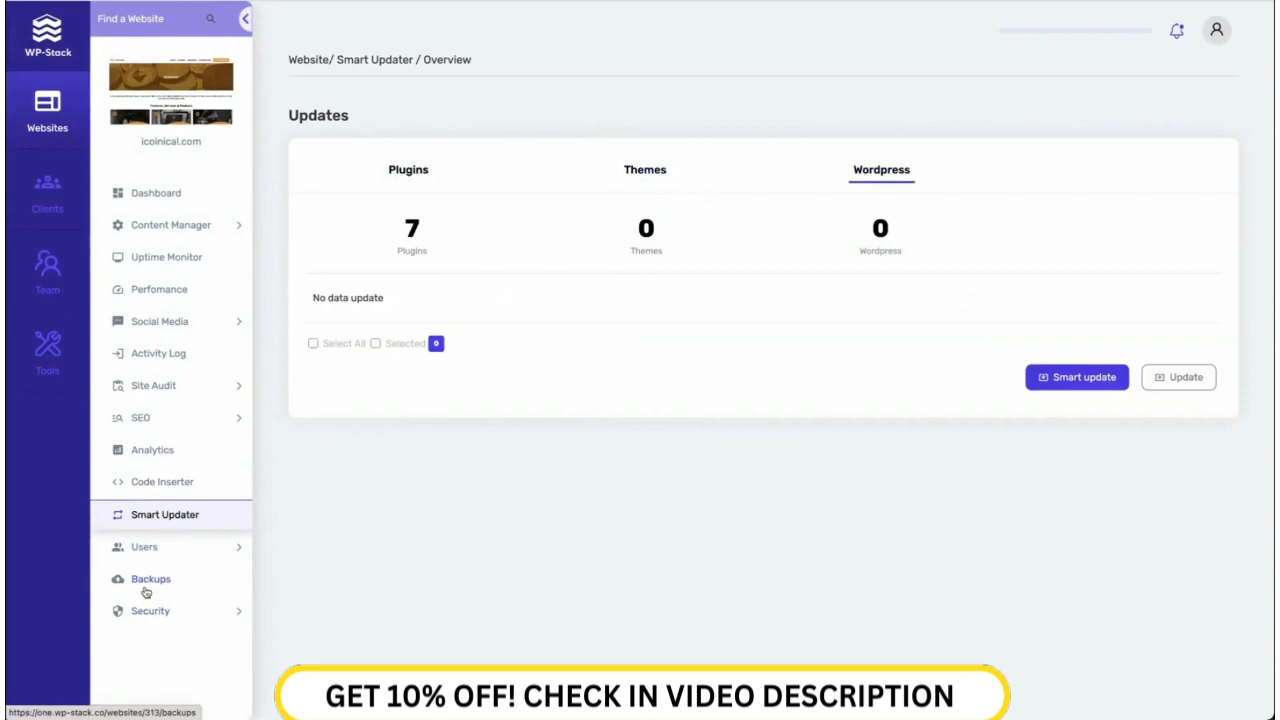 WP-Stack
Websites
Clients
Team
Tools
Find a Website
icoinical.com
Dashboard
Content Manager
Uptime Monitor
Perfomance
Social Media
Activity Log
Site Audit
SEO
Analytics
Code Inserter
Smart Updater
Users
Backups
Security
Website/ Smart Updater / Overview
Updates
Plugins Themes Wordpress
7 0 0
Plugins Themes Wordpress
No data update
Select All Selected 0
Smart update Update
GET 10% OFF! CHECK IN VIDEO DESCRIPTION
https://one.wp-stack.co/websites/313/backups